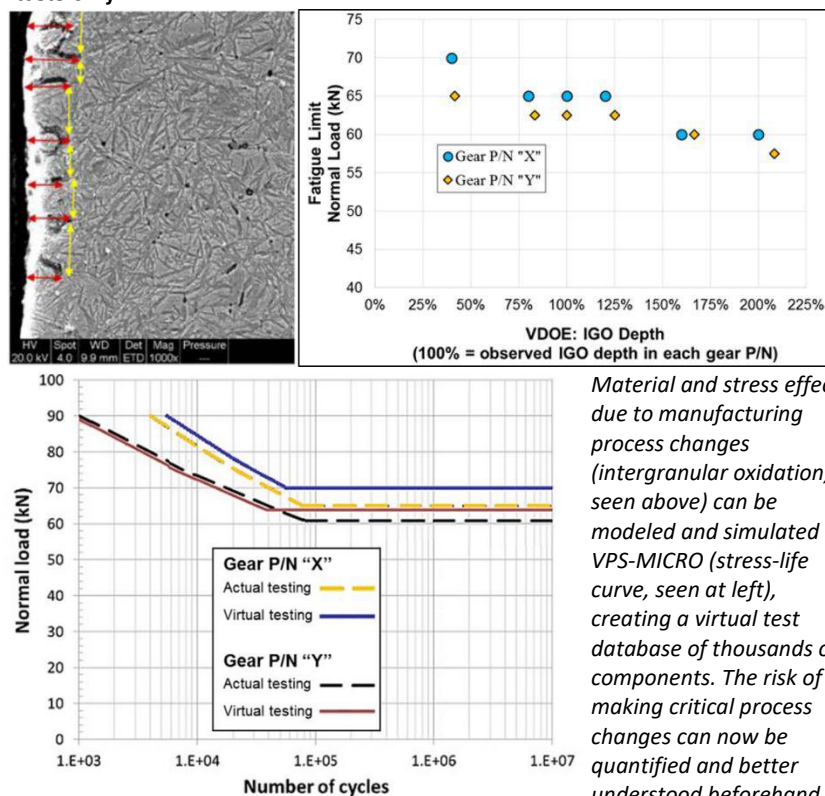 HV Spot WD Det Mag Pressure
20.0 kV 4.0 9.9 mm ETD 1000x ---
75
70
65
60
55
50
45
40
Fatigue Limit
Normal Load (kN)
Gear P/N "X"
Gear P/N "Y"
0% 25% 50% 75% 100% 125% 150% 175% 200% 225%
VDOE: IGO Depth
(100% = observed IGO depth in each gear P/N)
100
90
80
70
60
50
40
30
20
10
0
Normal load (kN)
Gear P/N “X”
Actual testing
Virtual testing
Gear P/N “Y”
Actual testing
Virtual testing
1.E+03 1.E+04 1.E+05 1.E+06 1.E+07
Number of cycles
Material and stress effe
due to manufacturing
process changes
(intergranular oxidation
seen above) can be
modeled and simulated
VPS-MICRO (stress-life
curve, seen at left),
creating a virtual test
database of thousands o
components. The risk of
making critical process
changes can now be
quantified and better
understood beforehand